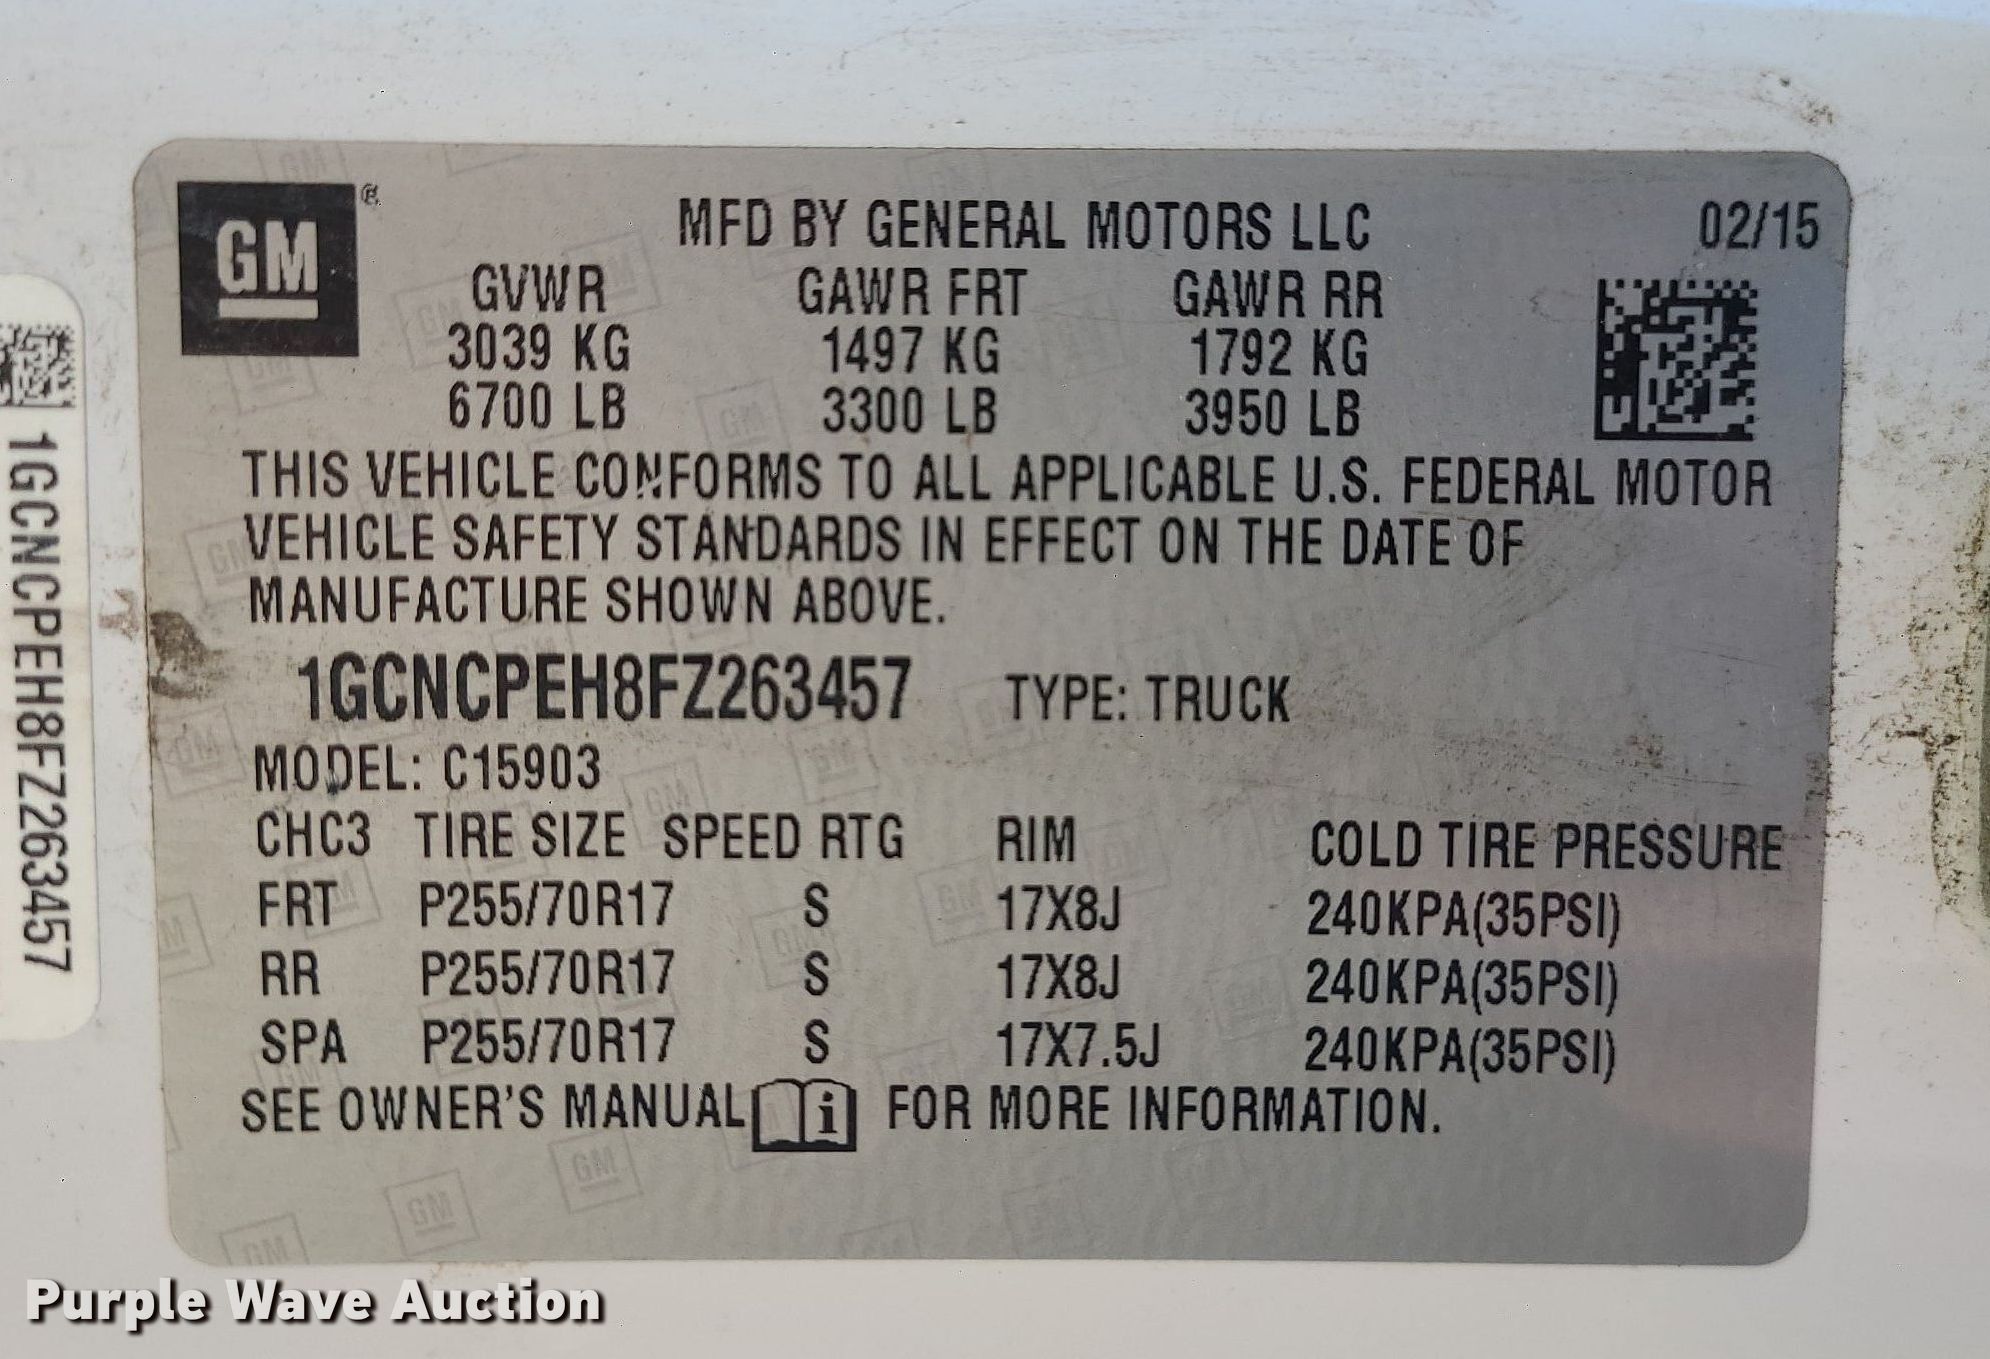 GM
MFD BY GENERAL MOTORS LLC 02/15
GVWR GAWR FRT GAWR RR
3039 KG 1497 KG 1792 KG
6700 LB 3300 LB 3950 LB
THIS VEHICLE CONFORMS TO ALL APPLICABLE U.S. FEDERAL MOTOR
VEHICLE SAFETY STANDARDS IN EFFECT ON THE DATE OF
MANUFACTURE SHOWN ABOVE.
1GCNCPEH8FZ263457 TYPE: TRUCK
MODEL: C15903
CHC3 TIRE SIZE SPEED RTG RIM COLD TIRE PRESSURE
FRT P255/70R17 S 17X8J 240KPA(35PSI)
RR P255/70R17 S 17X8J 240KPA(35PSI)
SPA P255/70R17 S 17X7.5J 240KPA(35PSI)
SEE OWNER'S MANUAL i FOR MORE INFORMATION.
1GCNCPEH8FZ263457
Purple Wave Auction